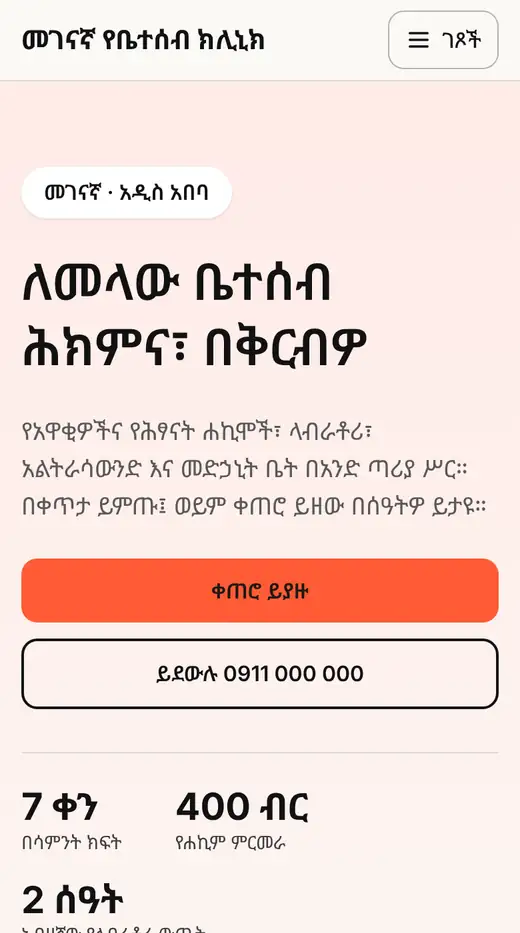 መገናኛ የቤተሰብ ክሊኒክ
ገጾች
መገናኛ · አዲስ አበባ
ለመላው ቤተሰብ
ሕክምና፣ በቅርብዎ
የአዋቂዎችና የሕፃናት ሐኪሞች፣ ላብራቶሪ፣
አልትራሳውንድ እና መድኃኒት ቤት በአንድ ጣሪያ ሥር።
በቀጥታ ይምጡ፤ ወይም ቀጠሮ ይዘው በሰዓትዎ ይታዩ።
ቀጠሮ ይያዙ
ይደውሉ 0911 000 000
7 ቀን
በሳምንት ክፍት
400 ብር
የሐኪም ምርመራ
2 ሰዓት